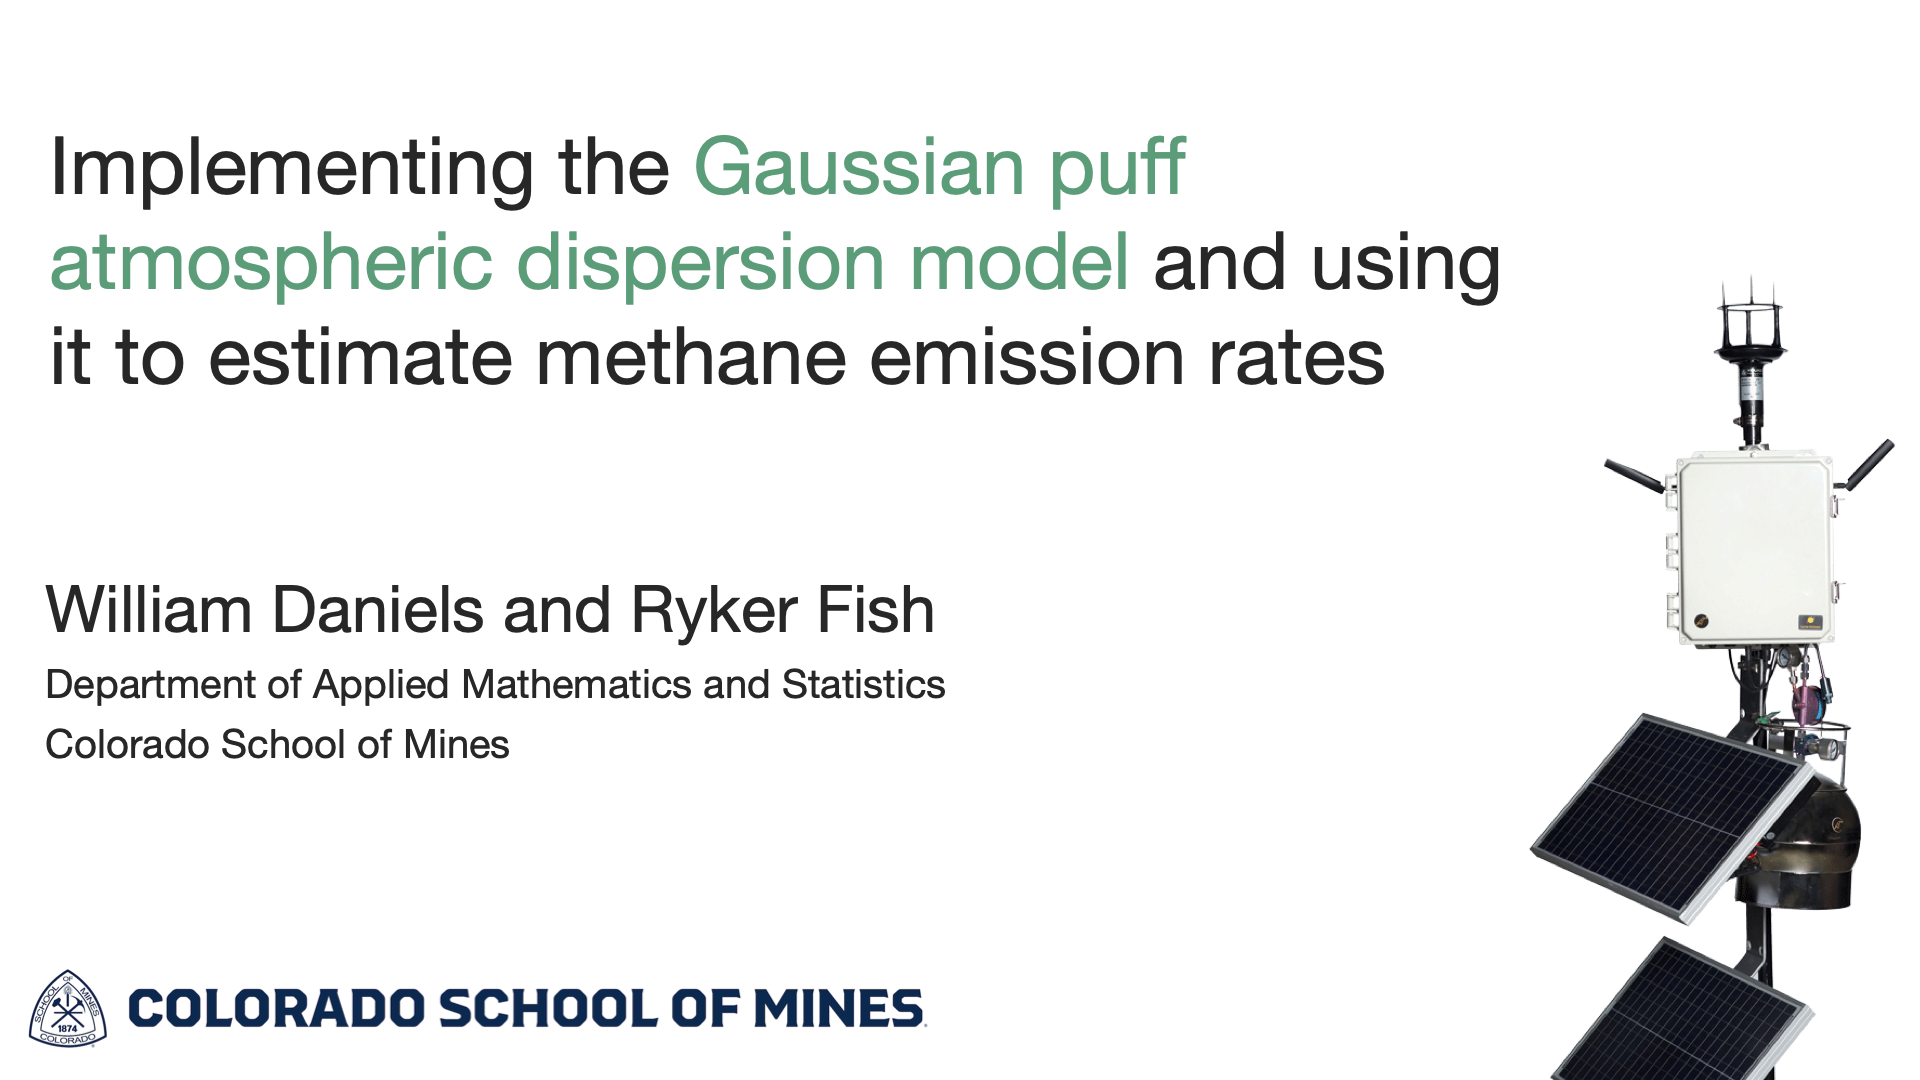 Implementing the Gaussian puff
atmospheric dispersion model and using
it to estimate methane emission rates
William Daniels and Ryker Fish
Department of Applied Mathematics and Statistics
Colorado School of Mines
SCHOOL OF MINES
1874
COLORADO
COLORADO SCHOOL OF MINES